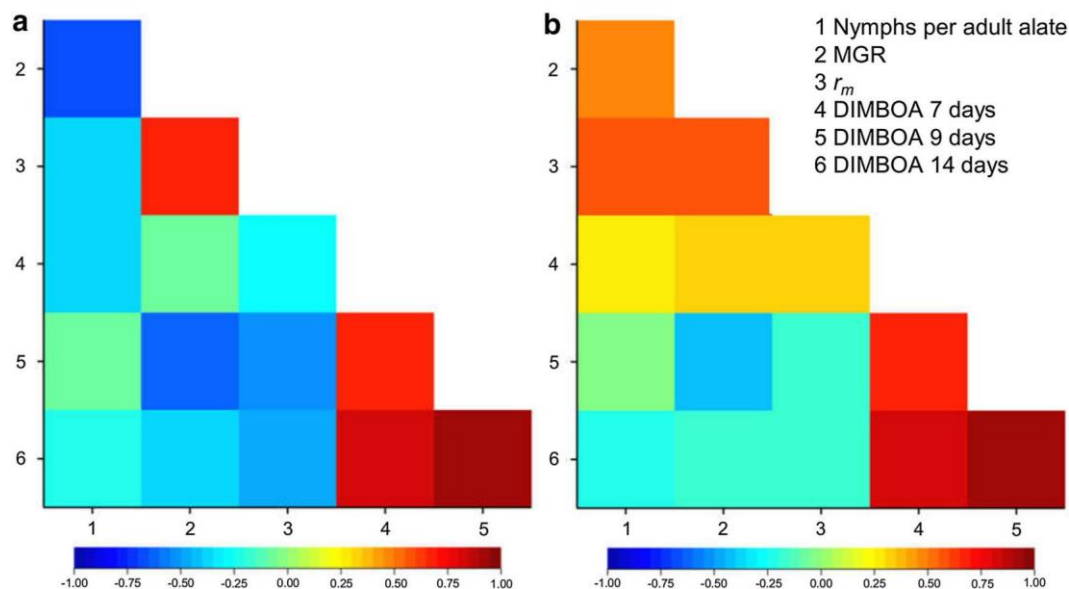 a
2
3
4
5
6
1 2 3 4 5
-1.00 -0.75 -0.50 -0.25 0.00 0.25 0.50 0.75 1.00
b
1 Nymphs per adult alate
2 MGR
3 rm
4 DIMBOA 7 days
5 DIMBOA 9 days
6 DIMBOA 14 days
2
3
4
5
6
1 2 3 4 5
-1.00 -0.75 -0.50 -0.25 0.00 0.25 0.50 0.75 1.00